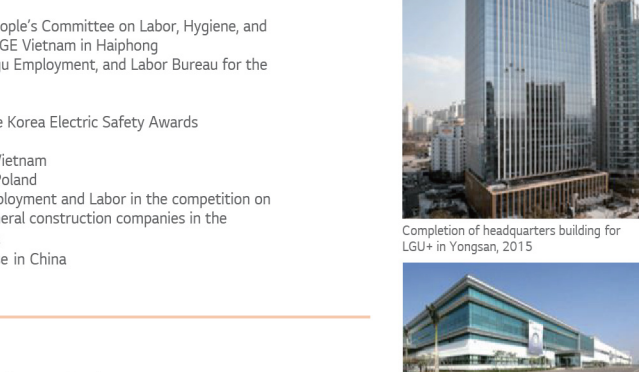 ople's Committee on Labor, Hygiene, and
GE Vietnam in Haiphong
u Employment, and Labor Bureau for the
e Korea Electric Safety Awards
Vietnam
Poland
ployment and Labor in the competition on
eral construction companies in the
e in China
Completion of headquarters building for
LGU+ in Yongsan, 2015